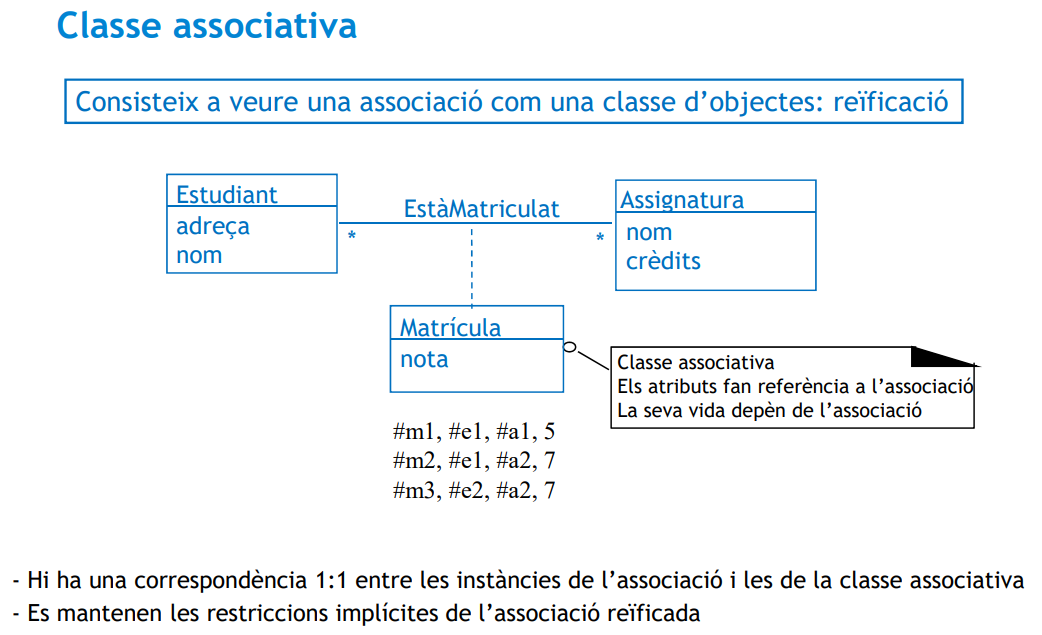 Classe associativa
Consisteix a veure una associació com una classe d'objectes: reïficació
Estudiant
adreça
nom
EstàMatriculat
*
*
Assignatura
nom
crèdits
Matrícula
nota
Classe associativa
Els atributs fan referència a l'associació
La seva vida depèn de l'associació
#m1, #e1, #a1, 5
#m2, #e1, #a2, 7
#m3, #e2, #a2, 7
- Hi ha una correspondència 1:1 entre les instàncies de l'associació i les de la classe associativa
- Es mantenen les restriccions implícites de l'associació reïficada